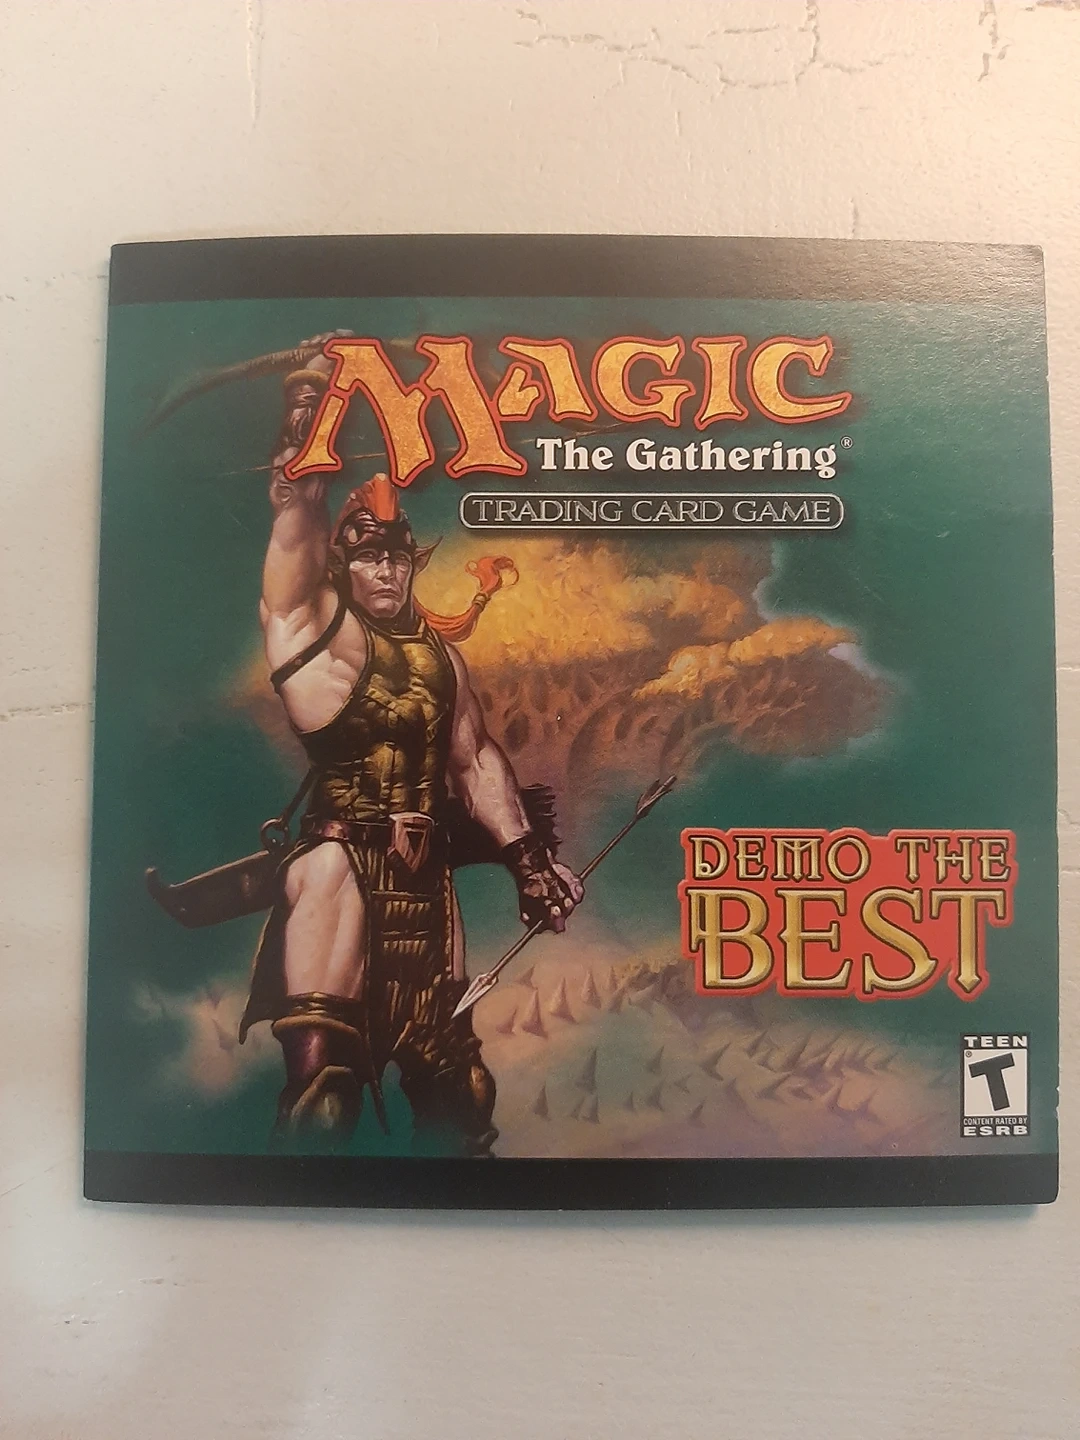 MAGIC
The Gathering®
TRADING CARD GAME
DEMO THE
BEST
TEEN
T®
CONTENT RATED BY
ESRB